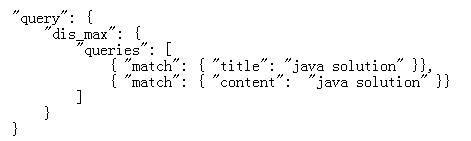 "query": {
    "dis_max": {
        "queries": [
            { "match": { "title": "java solution" }},
            { "match": { "content":  "java solution" }}
        ]
    }
}